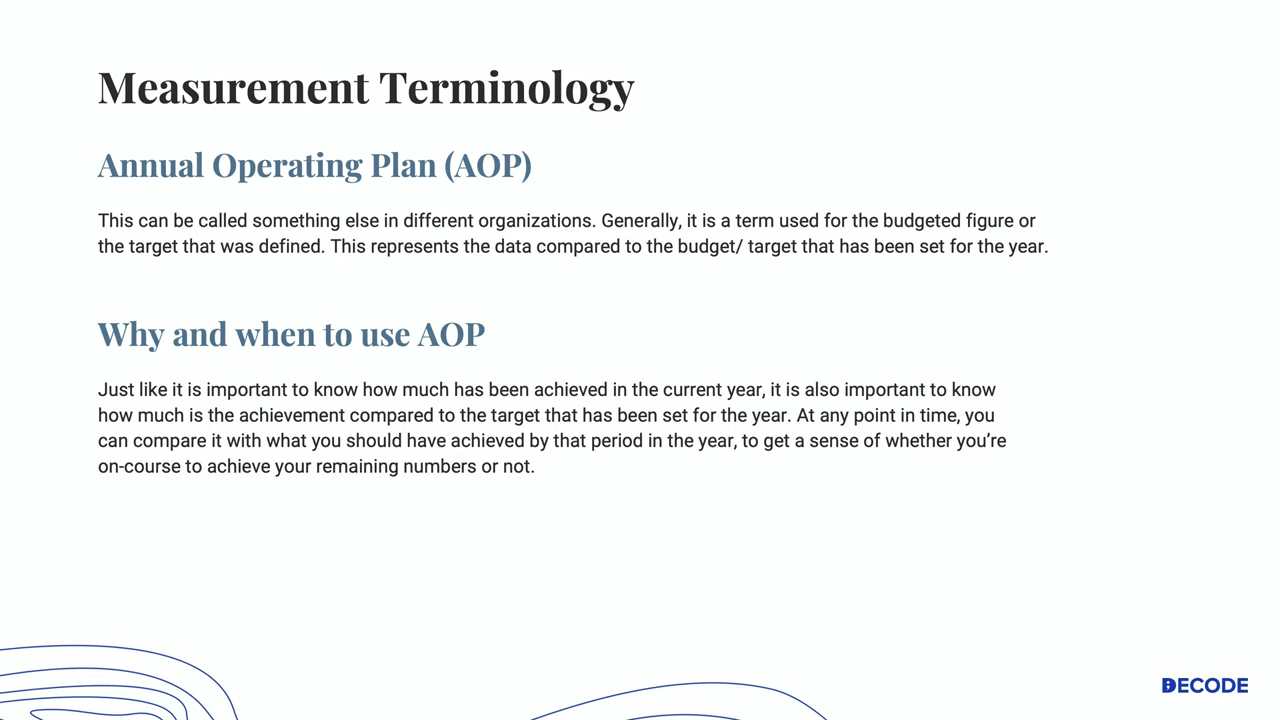 Measurement Terminology
Annual Operating Plan (AOP)
This can be called something else in different organizations. Generally, it is a term used for the budgeted figure or
the target that was defined. This represents the data compared to the budget/ target that has been set for the year.
Why and when to use AOP
Just like it is important to know how much has been achieved in the current year, it is also important to know
how much is the achievement compared to the target that has been set for the year. At any point in time, you
can compare it with what you should have achieved by that period in the year, to get a sense of whether you’re
on-course to achieve your remaining numbers or not.
DECODE